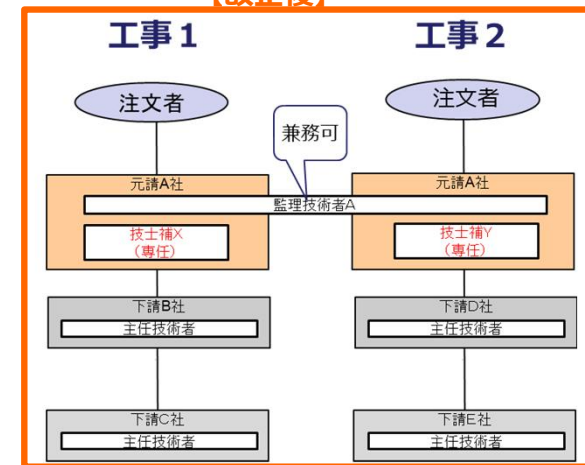 【改正後】
工事1 工事2
注文者 注文者
兼務可
元請A社 元請A社
監理技術者A
技士補X 技士補Y
(専任) (専任)
下請B社 下請D社
主任技術者 主任技術者
下請C社 下請E社
主任技術者 主任技術者